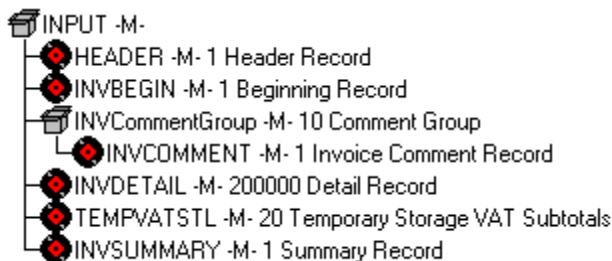 INPUT -M-
HEADER -M- 1 Header Record
INVBEGIN -M- 1 Beginning Record
INVCommentGroup -M- 10 Comment Group
INVCOMMENT -M- 1 Invoice Comment Record
INVDETAIL -M- 200000 Detail Record
TEMPVATSTL -M- 20 Temporary Storage VAT Subtotals
INVSUMMARY -M- 1 Summary Record